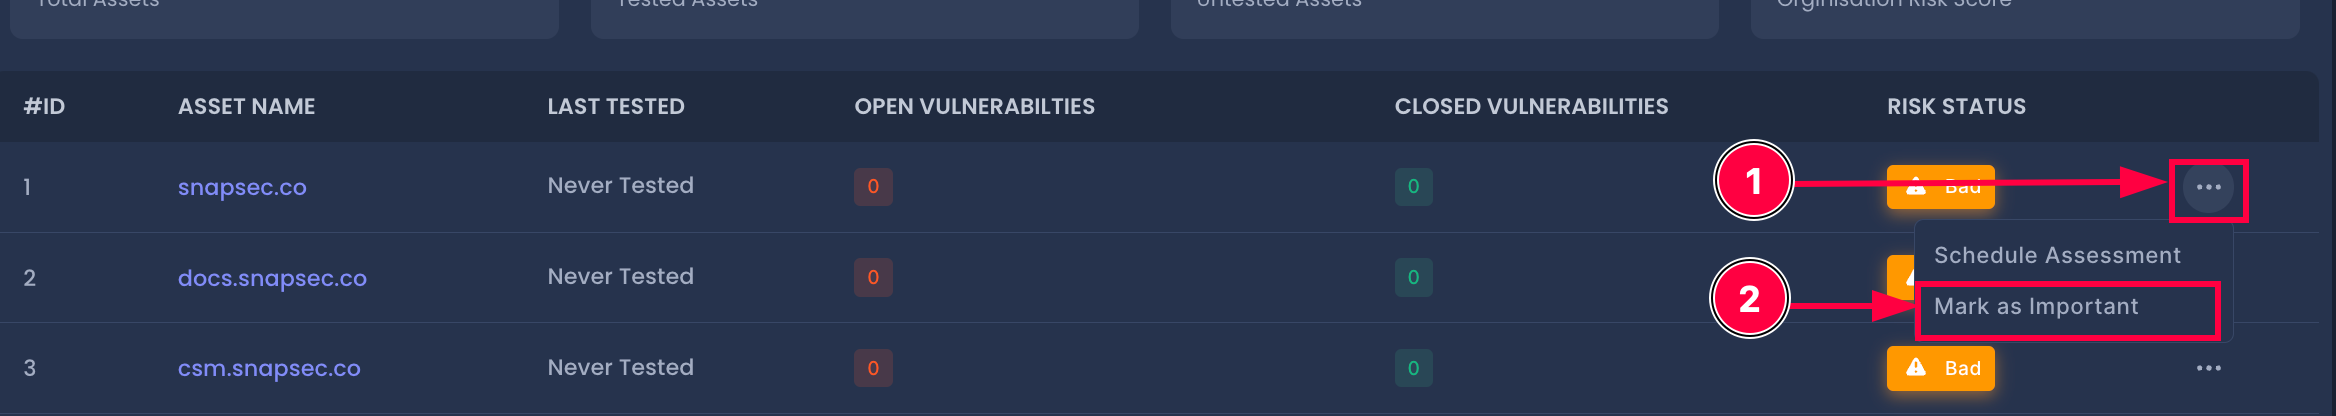 Total Assets
Tested Assets
Untested Assets
Orginisation Risk Score
#ID ASSET NAME LAST TESTED OPEN VULNERABILTIES CLOSED VULNERABILITIES RISK STATUS
1 snapsec.co Never Tested 0 0 1 Bad ...
Schedule Assessment
2 docs.snapsec.co Never Tested 0 0
2 Mark as Important
3 csm.snapsec.co Never Tested 0 0 Bad ...